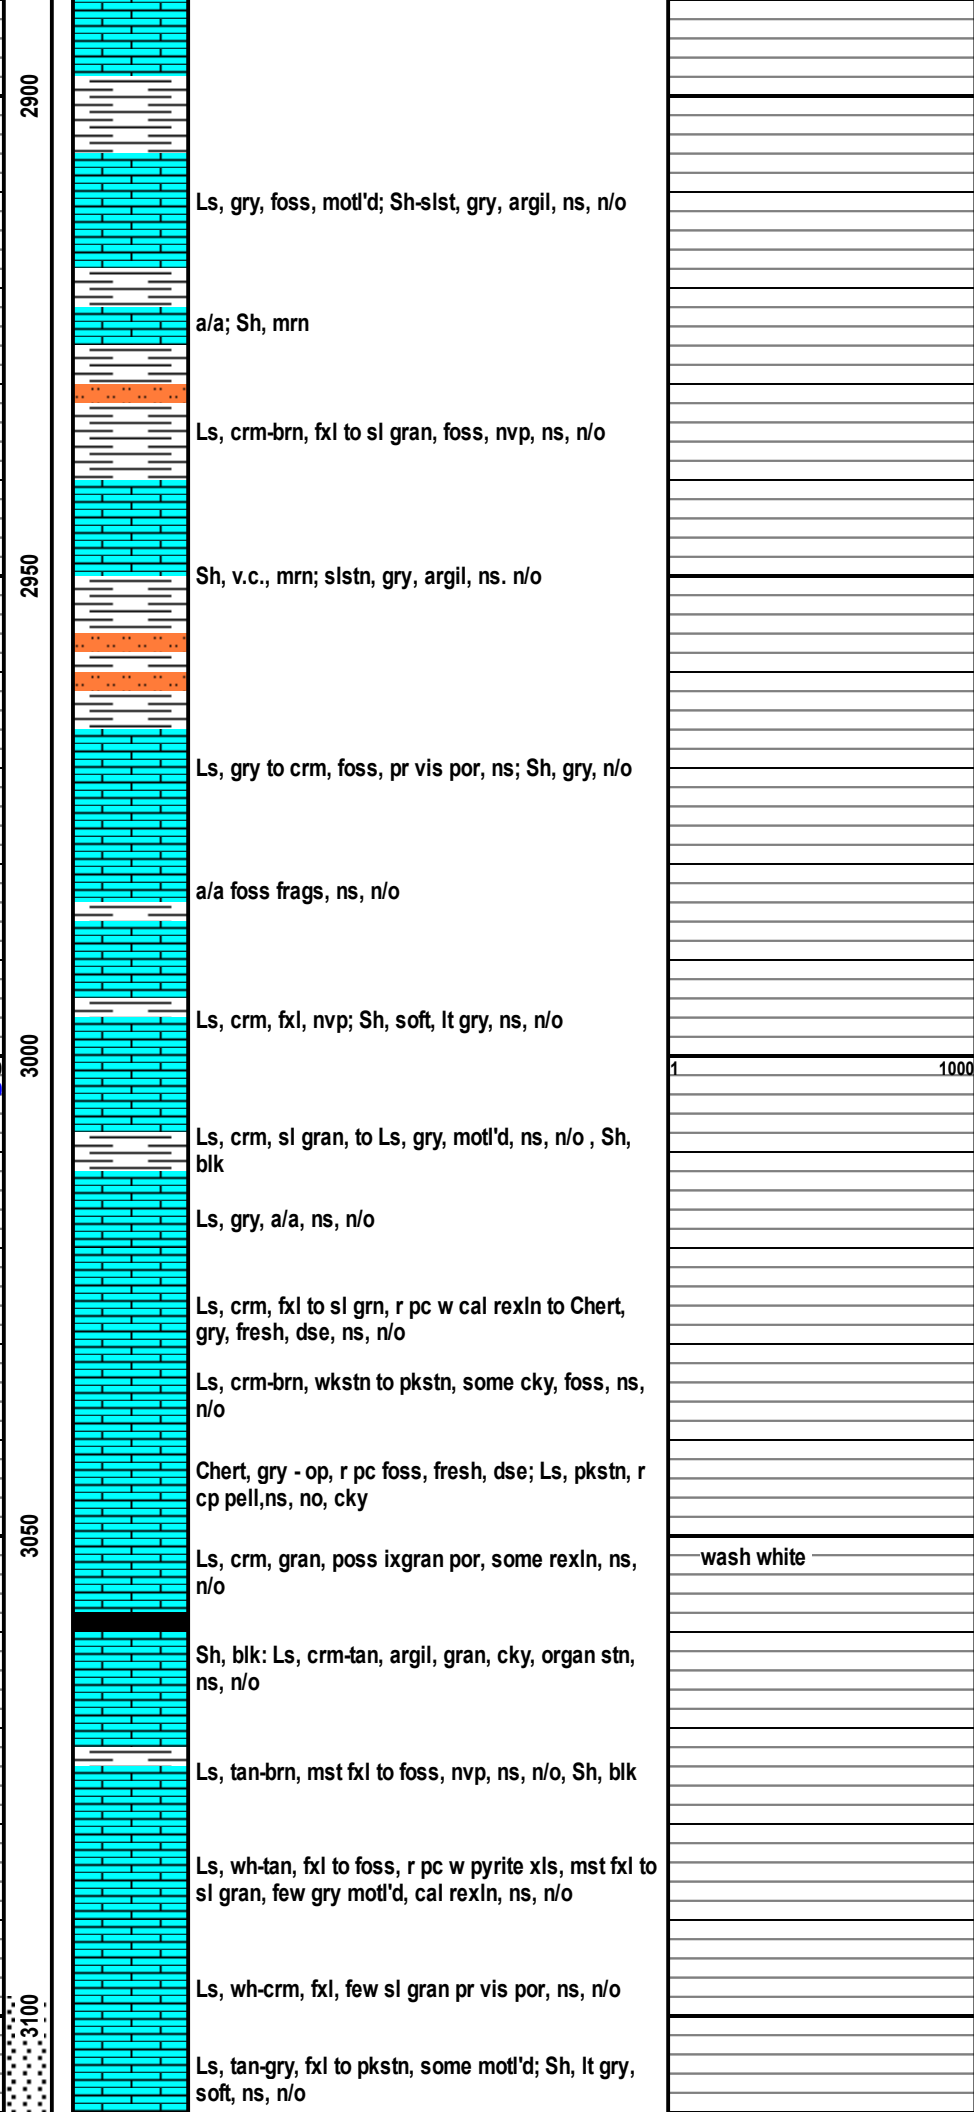 2900
Ls, gry, foss, motl'd; Sh-slst, gry, argil, ns, n/o
a/a; Sh, mrn
Ls, crm-brn, fxl to sl gran, foss, nvp, ns, n/o
2950
Sh, v.c., mrn; slstn, gry, argil, ns. n/o
Ls, gry to crm, foss, pr vis por, ns; Sh, gry, n/o
a/a foss frags, ns, n/o
Ls, crm, fxl, nvp; Sh, soft, lt gry, ns, n/o
3000
1 1000
Ls, crm, sl gran, to Ls, gry, motl'd, ns, n/o , Sh,
blk
Ls, gry, a/a, ns, n/o
Ls, crm, fxl to sl grn, r pc w cal rexln to Chert,
gry, fresh, dse, ns, n/o
Ls, crm-brn, wkstn to pkstn, some cky, foss, ns,
n/o
Chert, gry - op, r pc foss, fresh, dse; Ls, pkstn, r
cp pell,ns, no, cky
3050
Ls, crm, gran, poss ixgran por, some rexln, ns,
n/o
wash white
Sh, blk: Ls, crm-tan, argil, gran, cky, organ stn,
ns, n/o
Ls, tan-brn, mst fxl to foss, nvp, ns, n/o, Sh, blk
Ls, wh-tan, fxl to foss, r pc w pyrite xls, mst fxl to
sl gran, few gry motl'd, cal rexln, ns, n/o
Ls, wh-crm, fxl, few sl gran pr vis por, ns, n/o
3100
Ls, tan-gry, fxl to pkstn, some motl'd; Sh, lt gry,
soft, ns, n/o